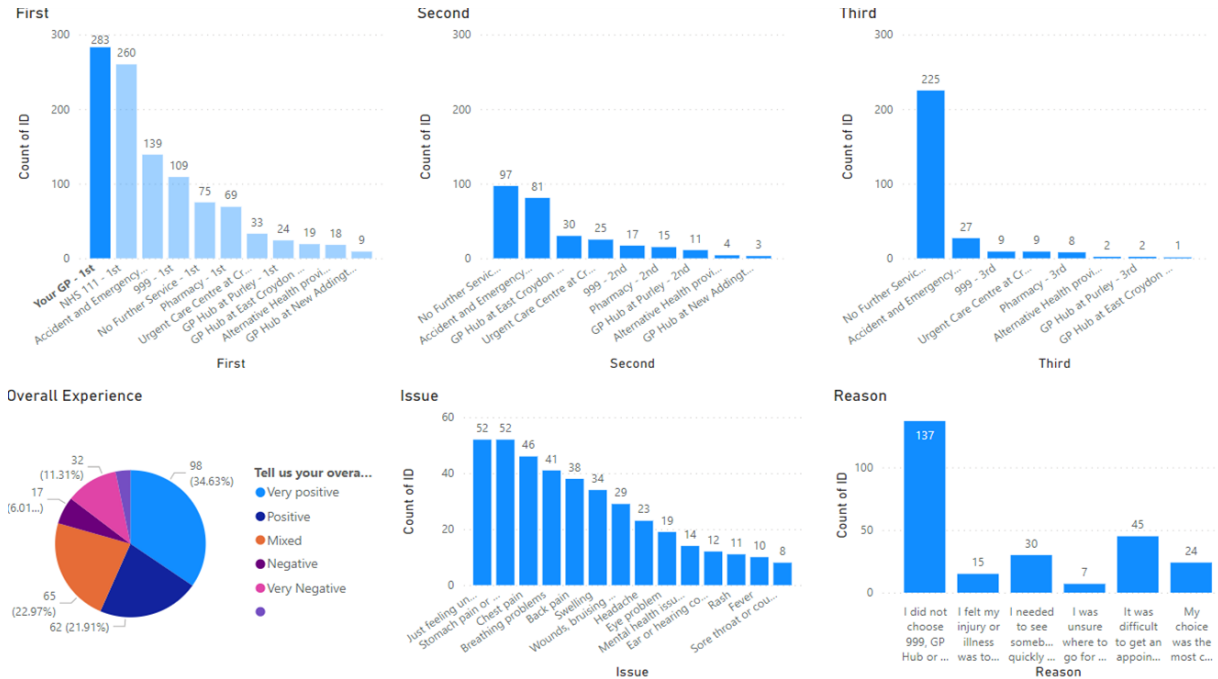 First
300
200
100
0
Count of ID
283
260
139
109
75
69
33
24
19
18
9
Your GP - 1st
NHS 111 - 1st
Accident and Emergency...
999 - 1st
No Further Service - 1st
Pharmacy - 1st
Urgent Care Centre at Cr...
GP Hub at Purley - 1st
GP Hub at East Croydon ...
Alternative Health provi...
GP Hub at New Addingt...
First
Second
300
200
100
0
Count of ID
97
81
30
25
17
15
11
4
3
No Further Servic...
Accident and Emergency...
GP Hub at East Croydon ...
Urgent Care Centre at Cr...
999 - 2nd
Pharmacy - 2nd
GP Hub at Purley - 2nd
Alternative Health provi...
GP Hub at New Addingt...
Second
Third
300
200
100
0
Count of ID
225
27
9
9
8
2
2
1
No Further Servic...
Accident and Emergency...
999 - 3rd
Urgent Care Centre at Cr...
Pharmacy - 3rd
Alternative Health provi...
GP Hub at Purley - 3rd
GP Hub at East Croydon ...
Third
Overall Experience
32
(11.31%)
17
(6.01...)
65
(22.97%)
62 (21.91%)
98
(34.63%)
Tell us your overa...
Very positive
Positive
Mixed
Negative
Very Negative
Issue
60
40
20
0
Count of ID
52
52
46
41
38
34
29
23
19
14
12
11
10
8
Just feeling un...
Stomach pain or ...
Chest pain
Breathing problems
Back pain
Swelling
Wounds, bruising ...
Headache
Eye problem
Mental health issu...
Ear or hearing co...
Rash
Fever
Sore throat or cou...
Issue
Reason
100
50
0
Count of ID
137
15
30
7
45
24
I did not
choose
999, GP
Hub or ...
I felt my
injury or
illness
was to...
I needed
to see
someb...
quickly ...
I was
unsure
where to
go for ...
It was
difficult
to get an
appoin...
My
choice
was the
most c...
Reason